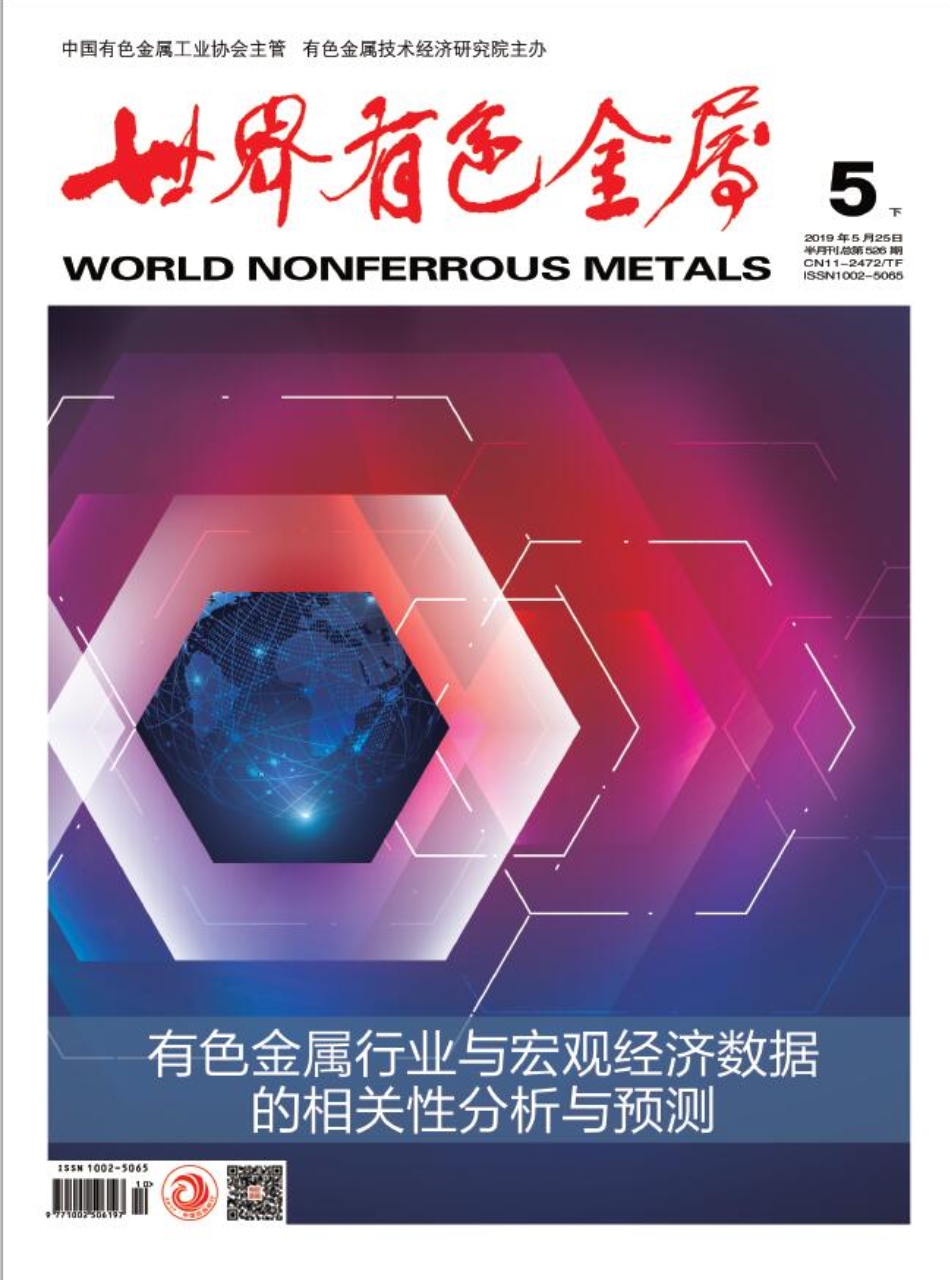 中国有色金属工业协会主管 有色金属技术经济研究院主办
世界有色金属
5
下
2019年5月25日
半月刊总第526期
CN11-2472/TF
ISSN1002-5065
WORLD NONFERROUS METALS
有色金属行业与宏观经济数据
的相关性分析与预测
ISSN 1002-5065
10>
9 771002 506197